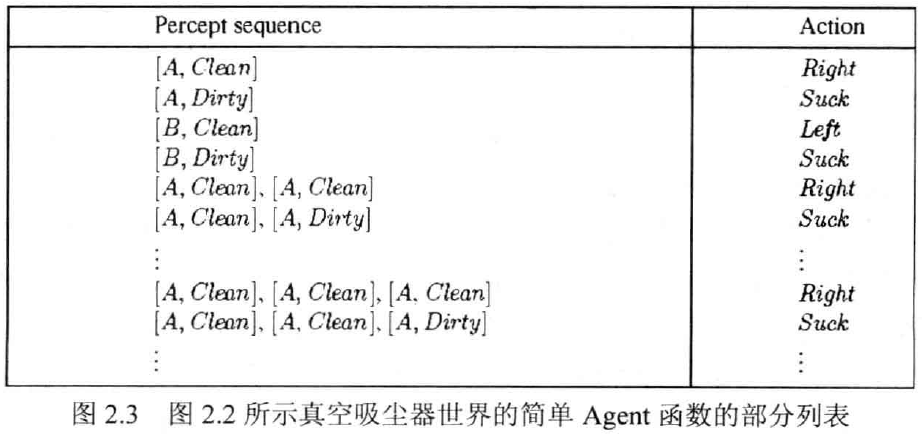 Percept sequence Action
[A, Clean] Right
[A, Dirty] Suck
[B, Clean] Left
[B, Dirty] Suck
[A, Clean], [A, Clean] Right
[A, Clean], [A, Dirty] Suck
⋮ ⋮
[A, Clean], [A, Clean], [A, Clean] Right
[A, Clean], [A, Clean], [A, Dirty] Suck
⋮ ⋮
图 2.3 图 2.2 所示真空吸尘器世界的简单 Agent 函数的部分列表